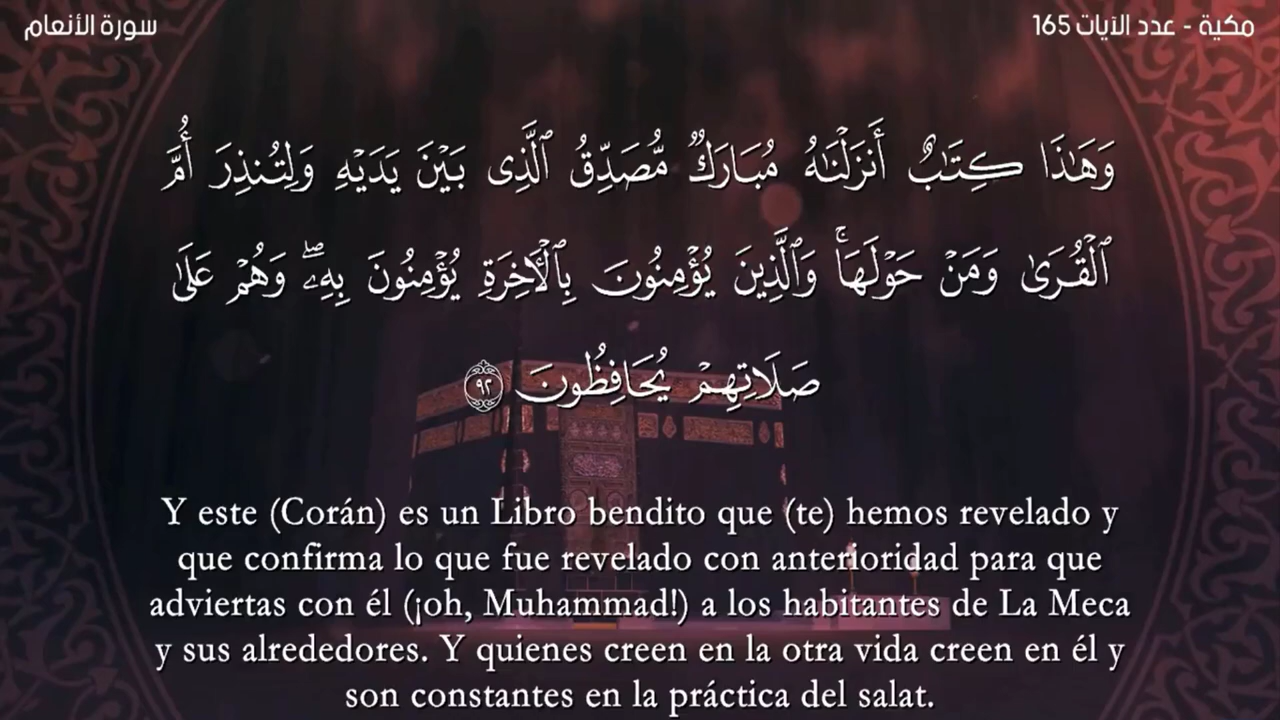 مكية - عدد الآيات 165
سورة الأنعام
وَهَٰذَا كِتَٰبٌ أَنزَلْنَٰهُ مُبَارَكٌ مُّصَدِّقُ ٱلَّذِى بَيْنَ يَدَيْهِ وَلِتُنذِرَ أُمَّ
ٱلْقُرَىٰ وَمَنْ حَوْلَهَا ۚ وَٱلَّذِينَ يُؤْمِنُونَ بِٱلْأَخِرَةِ يُؤْمِنُونَ بِهِۦ ۖ وَهُمْ عَلَىٰ
صَلَاتِهِمْ يُحَافِظُونَ ٩٢
Y este (Corán) es un Libro bendito que (te) hemos revelado y
que confirma lo que fue revelado con anterioridad para que
adviertas con él (¡oh, Muhammad!) a los habitantes de La Meca
y sus alrededores. Y quienes creen en la otra vida creen en él y
son constantes en la práctica del salat.